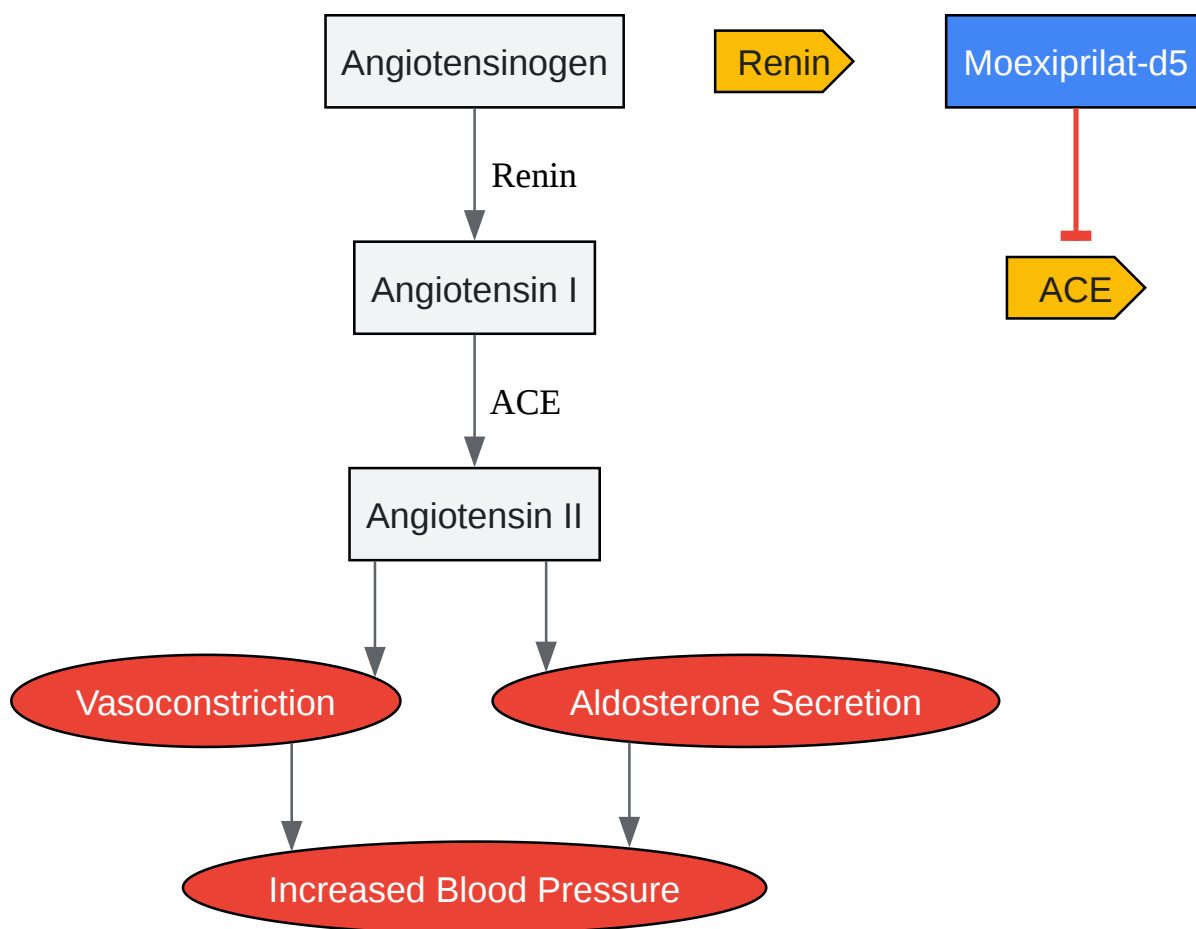 Angiotensinogen
Renin
Moexiprilat-d5
Renin
Angiotensin I
ACE
ACE
Angiotensin II
Vasoconstriction
Aldosterone Secretion
Increased Blood Pressure